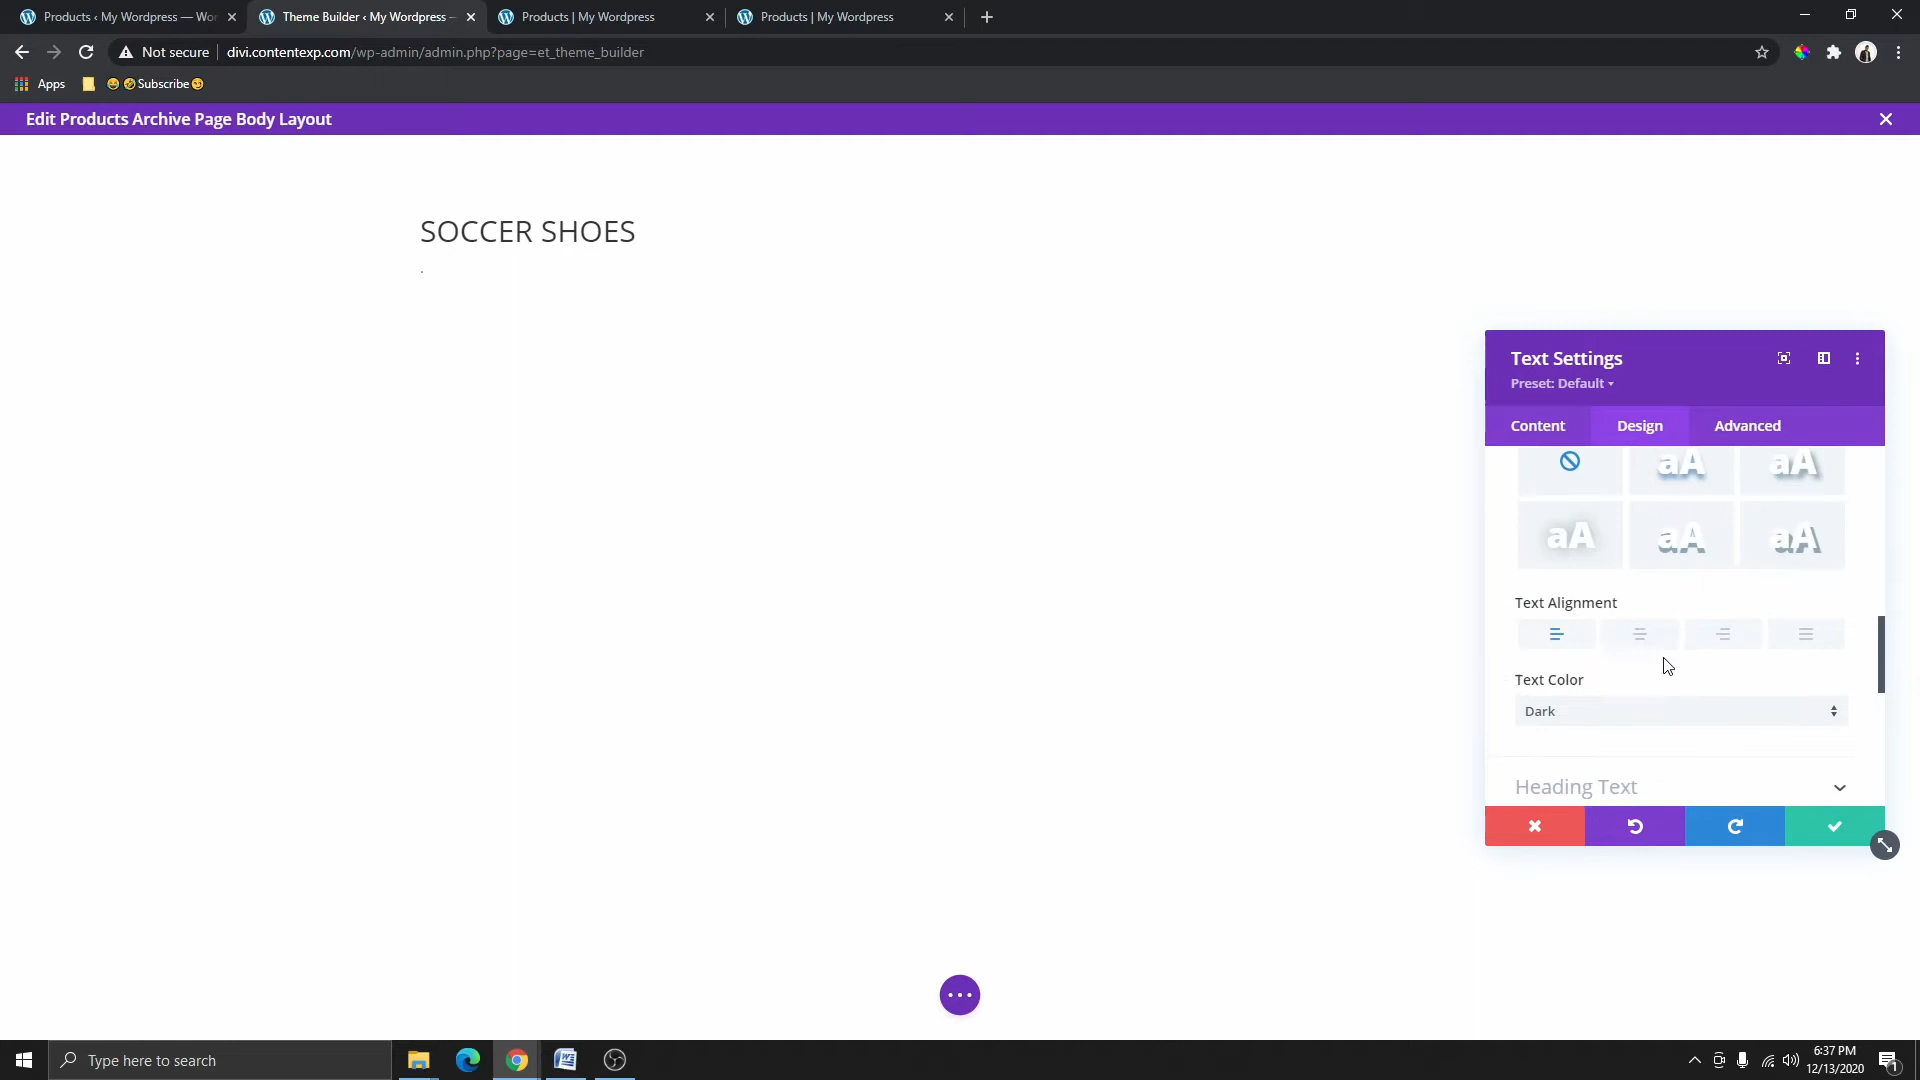 Products ‹ My Wordpress — Wor
Theme Builder ‹ My Wordpress —
Products | My Wordpress
Products | My Wordpress
Not secure
divi.contentexp.com/wp-admin/admin.php?page=et_theme_builder
Apps
😂 🤣Subscribe😏
Edit Products Archive Page Body Layout
SOCCER SHOES
.
Text Settings
Preset: Default
Content
Design
Advanced
aA
aA
aA
aA
aA
Text Alignment
Text Color
Dark
Heading Text
Type here to search
6:37 PM
12/13/2020
1